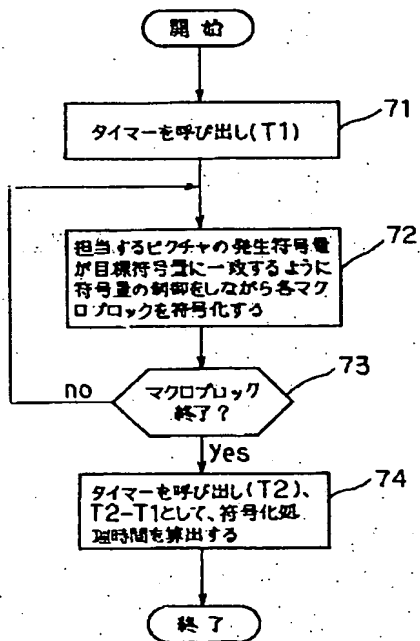 開始
タイマーを呼び出し(T1)
71
担当するピクチャの発生符号量
が目標符号量に一致するように
符号量の制御をしながら各マク
ロブロックを符号化する
72
マクロブロック
終了?
73
no
yes
タイマーを呼び出し(T2)、
T2-T1として、符号化処
理時間を算出する
74
終了